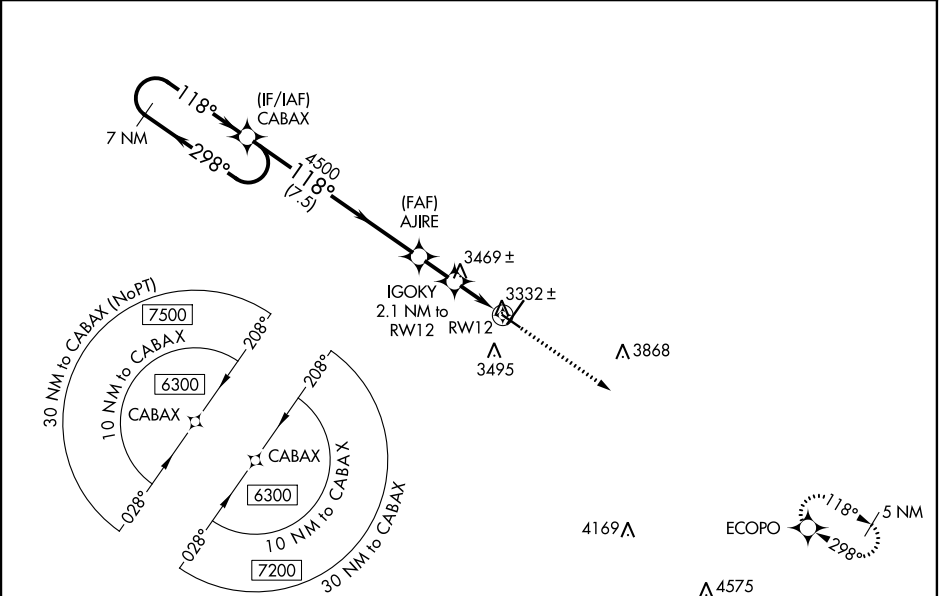 118°
(IF/IAF)
CABAX
7 NM
298°
4500
118°
(7.5)
(FAF)
AJIRE
3469 ±
IGOKY
2.1 NM to
RW12
3332 ±
RW12
3495
3868
30 NM to CABAX (NoPT)
7500
208°
10 NM to CABAX
6300
CABAX
028°
208°
CABAX
6300
10 NM to CABAX
028°
7200
30 NM to CABAX
4169
ECOPO
118°
5 NM
298°
4575